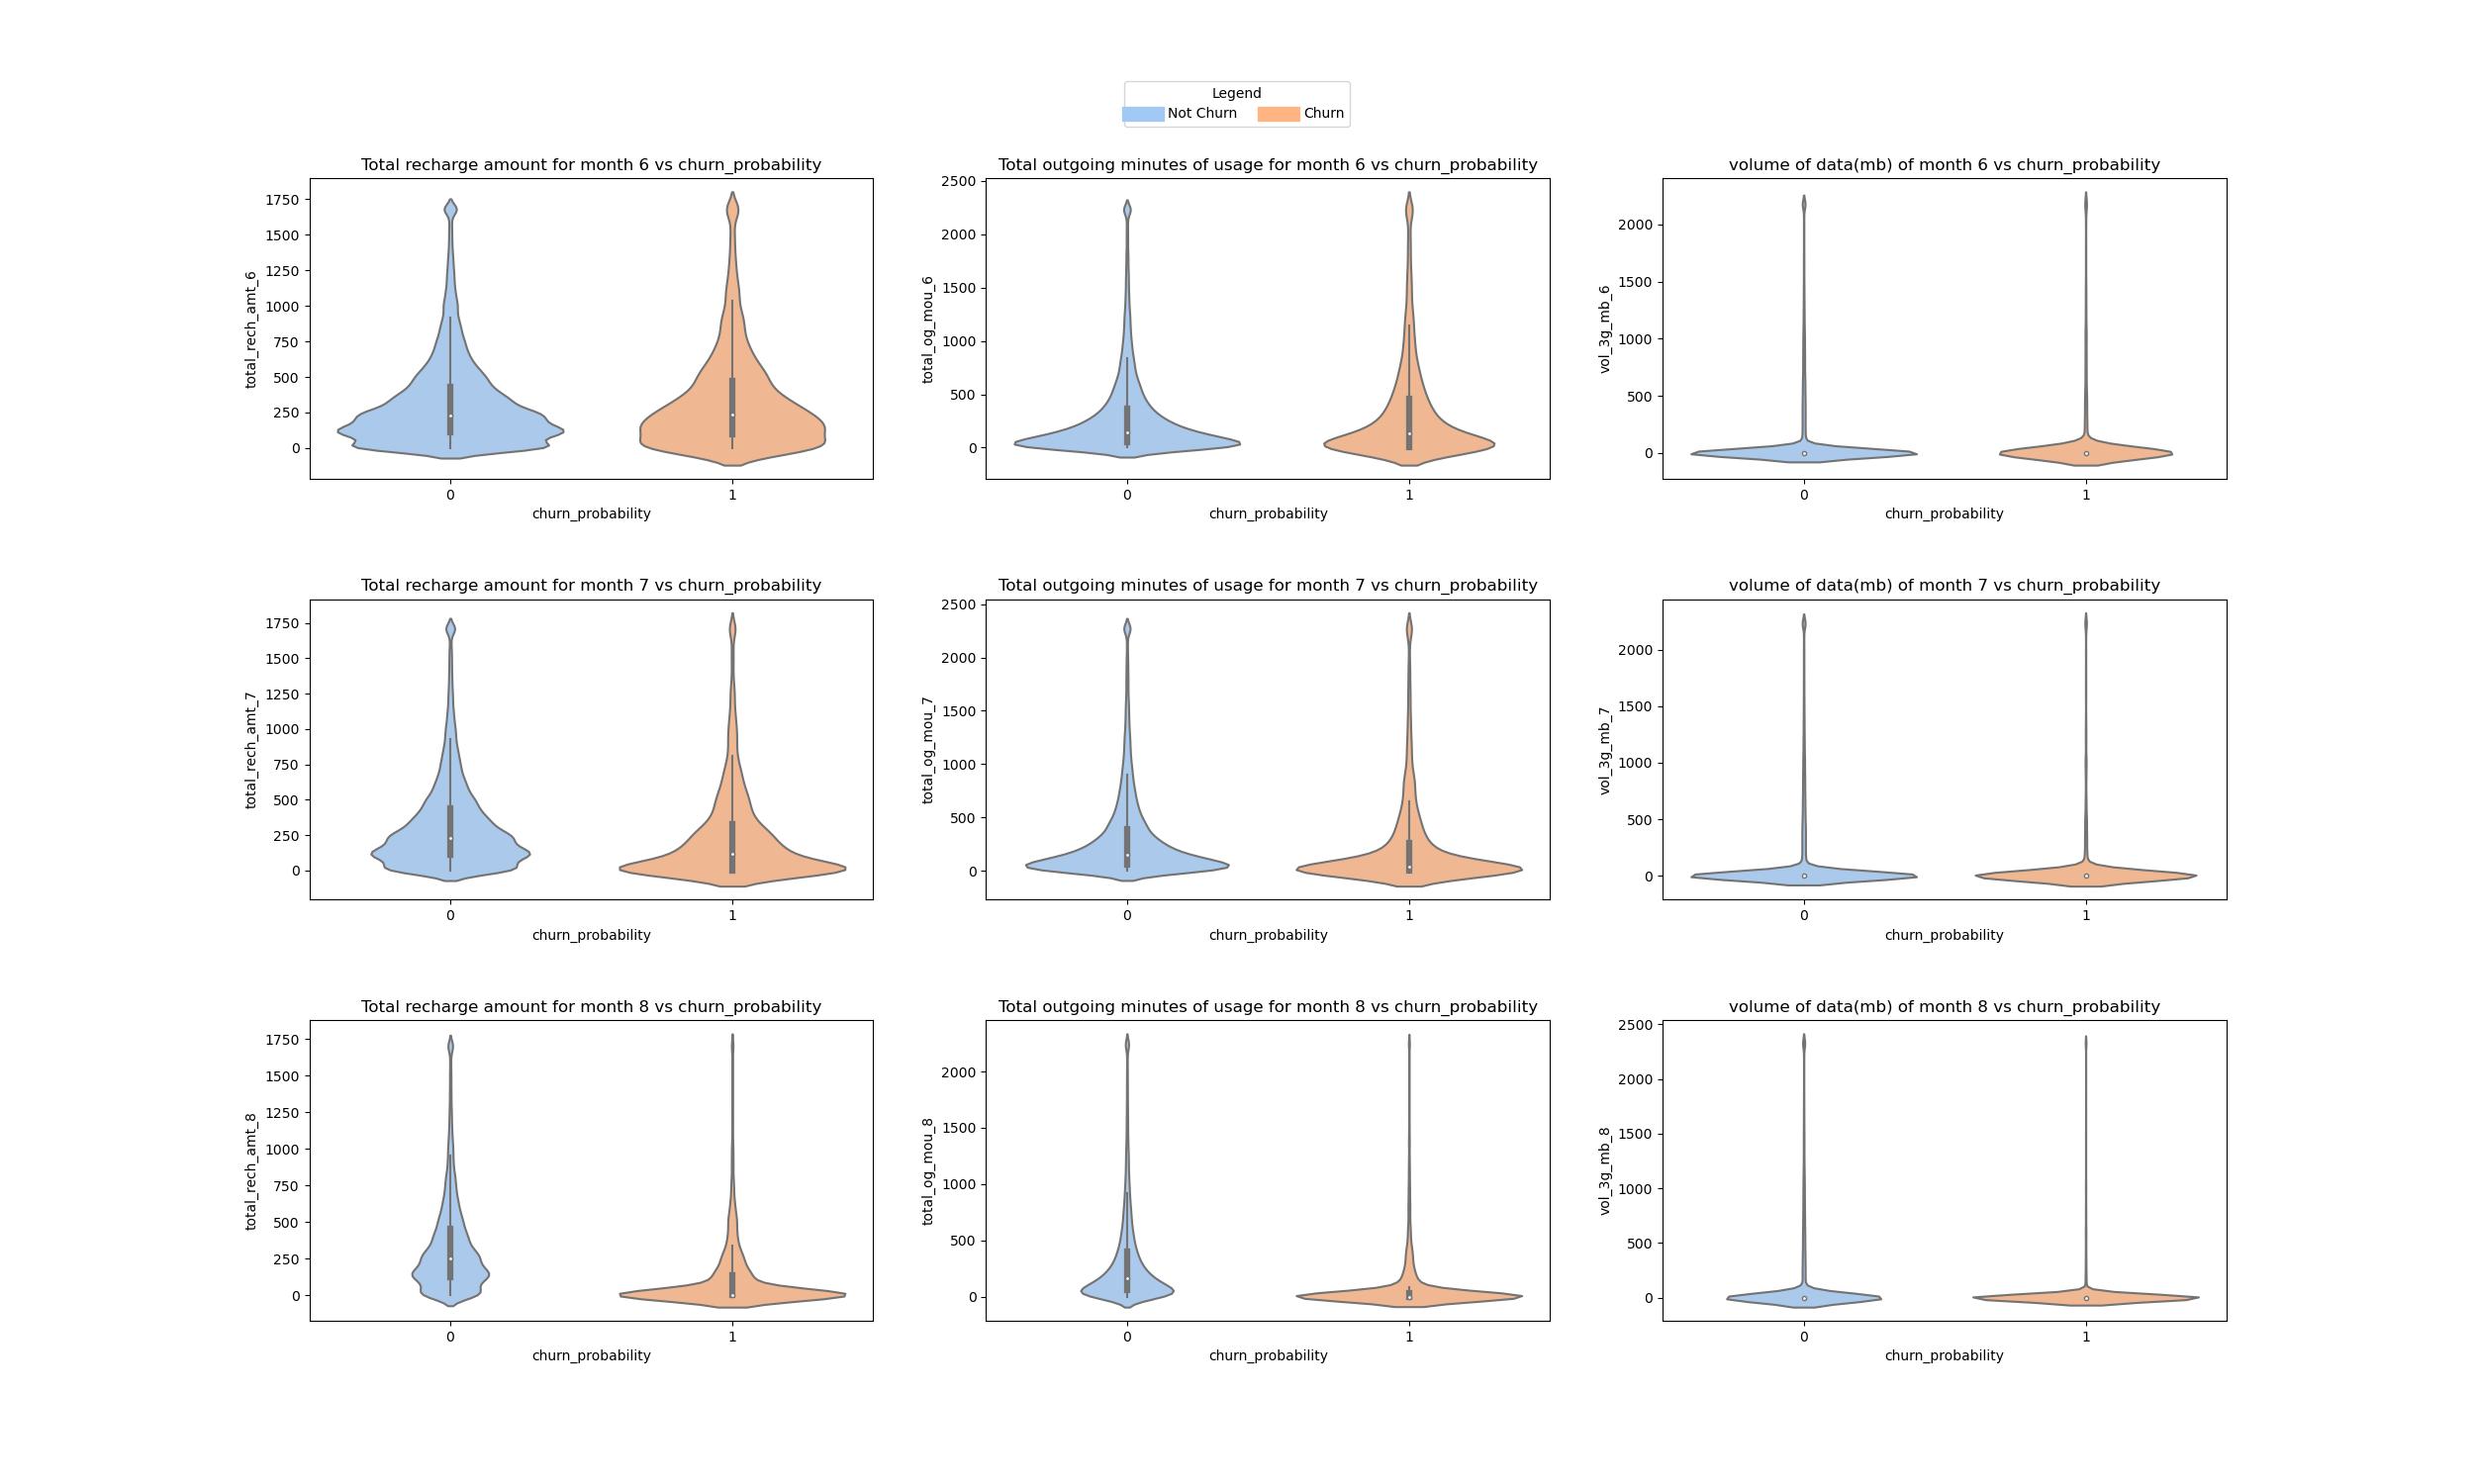 Legend
Not Churn Churn
Total recharge amount for month 6 vs churn_probability
total_rech_amt_6
1750
1500
1250
1000
750
500
250
0
0 1
churn_probability
Total outgoing minutes of usage for month 6 vs churn_probability
total_og_mou_6
2500
2000
1500
1000
500
0
0 1
churn_probability
volume of data(mb) of month 6 vs churn_probability
vol_3g_mb_6
2000
1500
1000
500
0
0 1
churn_probability
Total recharge amount for month 7 vs churn_probability
total_rech_amt_7
1750
1500
1250
1000
750
500
250
0
0 1
churn_probability
Total outgoing minutes of usage for month 7 vs churn_probability
total_og_mou_7
2500
2000
1500
1000
500
0
0 1
churn_probability
volume of data(mb) of month 7 vs churn_probability
vol_3g_mb_7
2000
1500
1000
500
0
0 1
churn_probability
Total recharge amount for month 8 vs churn_probability
total_rech_amt_8
1750
1500
1250
1000
750
500
250
0
0 1
churn_probability
Total outgoing minutes of usage for month 8 vs churn_probability
total_og_mou_8
2000
1500
1000
500
0
0 1
churn_probability
volume of data(mb) of month 8 vs churn_probability
vol_3g_mb_8
2500
2000
1500
1000
500
0
0 1
churn_probability